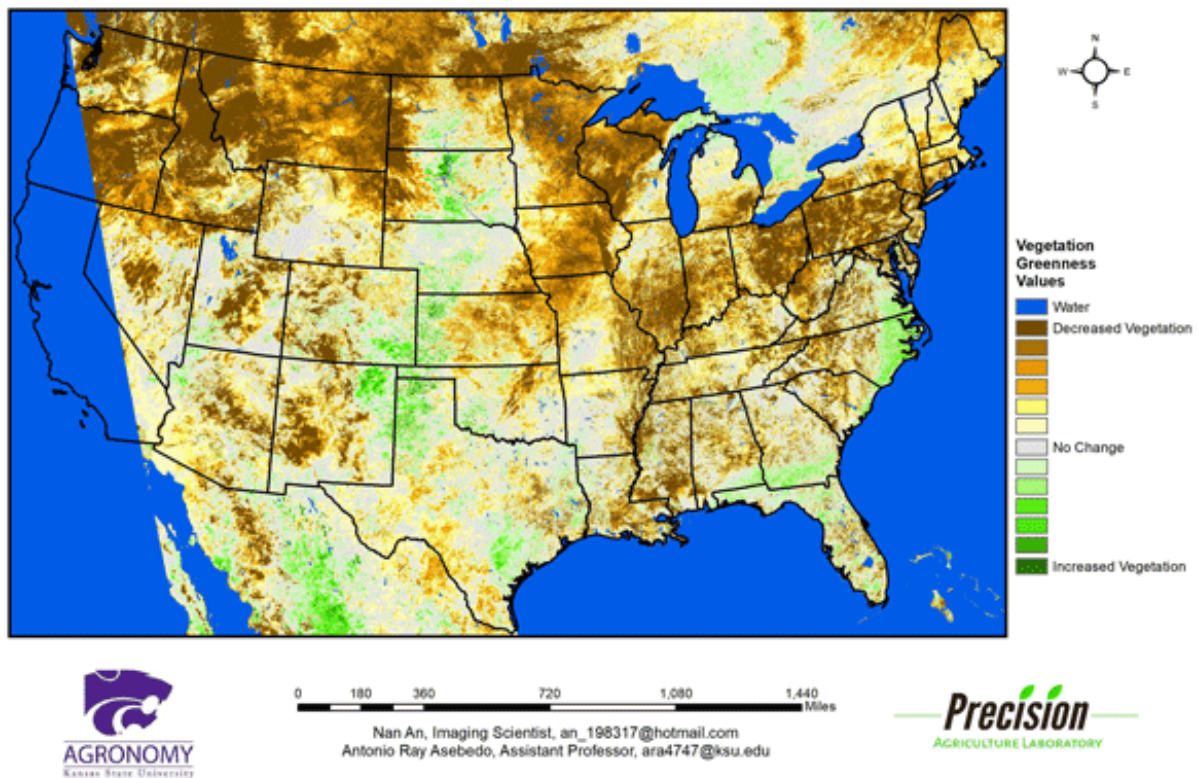 N
W E
S
Vegetation
Greenness
Values
Water
Decreased Vegetation
No Change
Increased Vegetation
0 180 360 720 1,080 1,440
Miles
Nan An, Imaging Scientist, an_198317@hotmail.com
Antonio Ray Asebedo, Assistant Professor, ara4747@ksu.edu
AGRONOMY
Kansas State University
Precision
AGRICULTURE LABORATORY